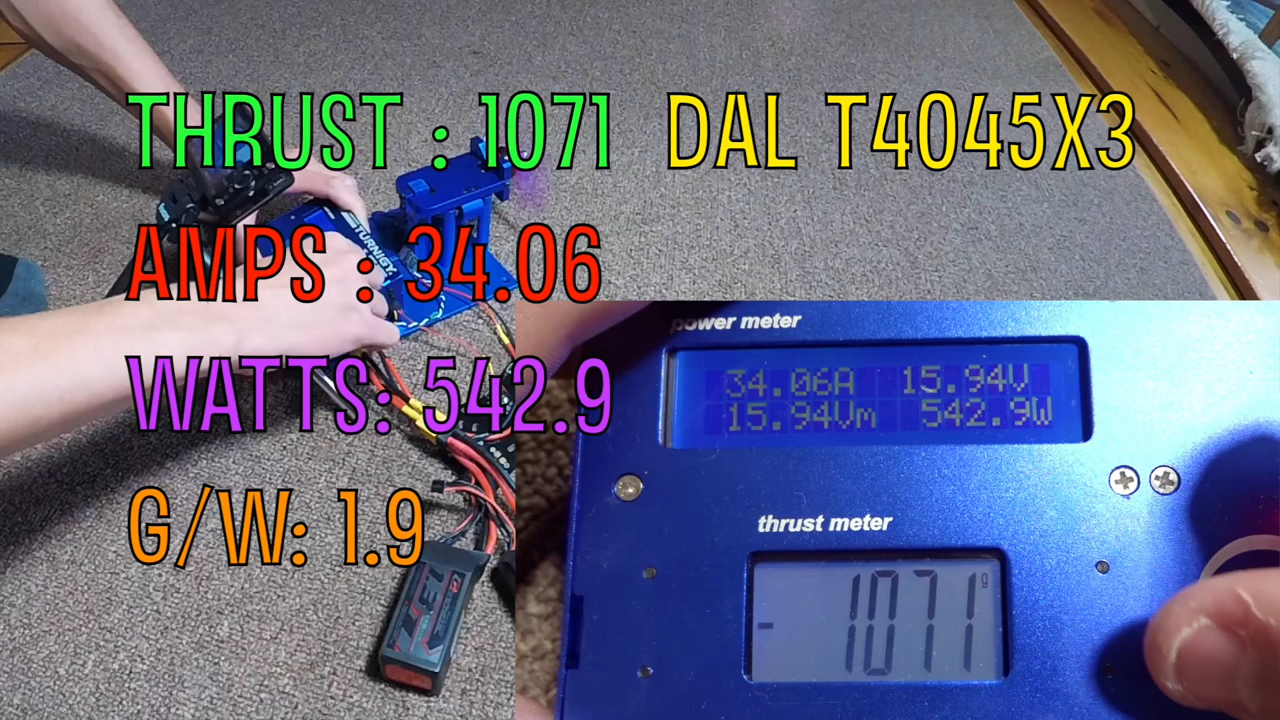 THRUST : 1071 DAL T4045X3
AMPS : 34.06
WATTS: 542.9
G/W: 1.9
TURNIGY
power meter
34.06A 15.94V
15.94Vm 542.9W
thrust meter
-1071g